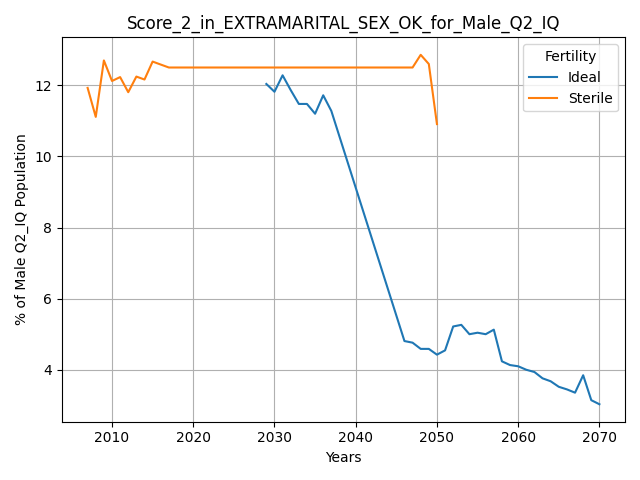 Score_2_in_EXTRAMARITAL_SEX_OK_for_Male_Q2_IQ
Fertility
Ideal
Sterile
% of Male Q2_IQ Population
12
10
8
6
4
2010 2020 2030 2040 2050 2060 2070
Years